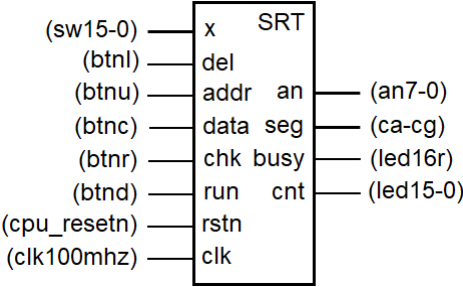 (sw15-0) x SRT
(btnl) del
(btnu) addr an (an7-0)
(btnc) data seg (ca-cg)
(btnr) chk busy (led16r)
(btnd) run cnt (led15-0)
(cpu_resetn) rstn
(clk100mhz) clk